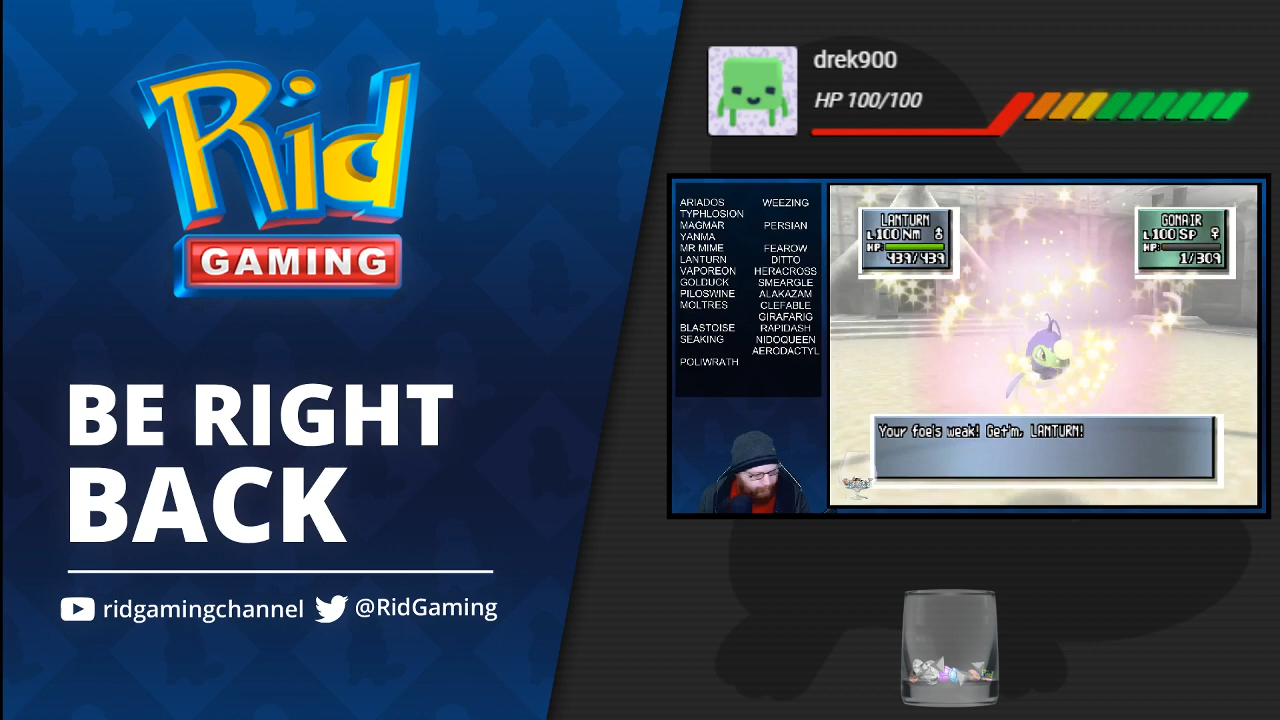 Rid
GAMING
BE RIGHT
BACK
ridgamingchannel @RidGaming
drek900
HP 100/100
ARIADOS WEEZING
TYPHLOSION
MAGMAR PERSIAN
YANMA
MR MIME FEAROW
LANTURN DITTO
VAPOREON HERACROSS
GOLDUCK SMEARGLE
PILOSWINE ALAKAZAM
MOLTRES CLEFABLE
GIRAFARIG
BLASTOISE RAPIDASH
SEAKING NIDOQUEEN
AERODACTYL
POLIWRATH
LANTURN
L100 Nm ♂
HP:
439/439
GONAIR
L100 SP ♀
HP:
1/309
Your foe's weak! Get'm, LANTURN!